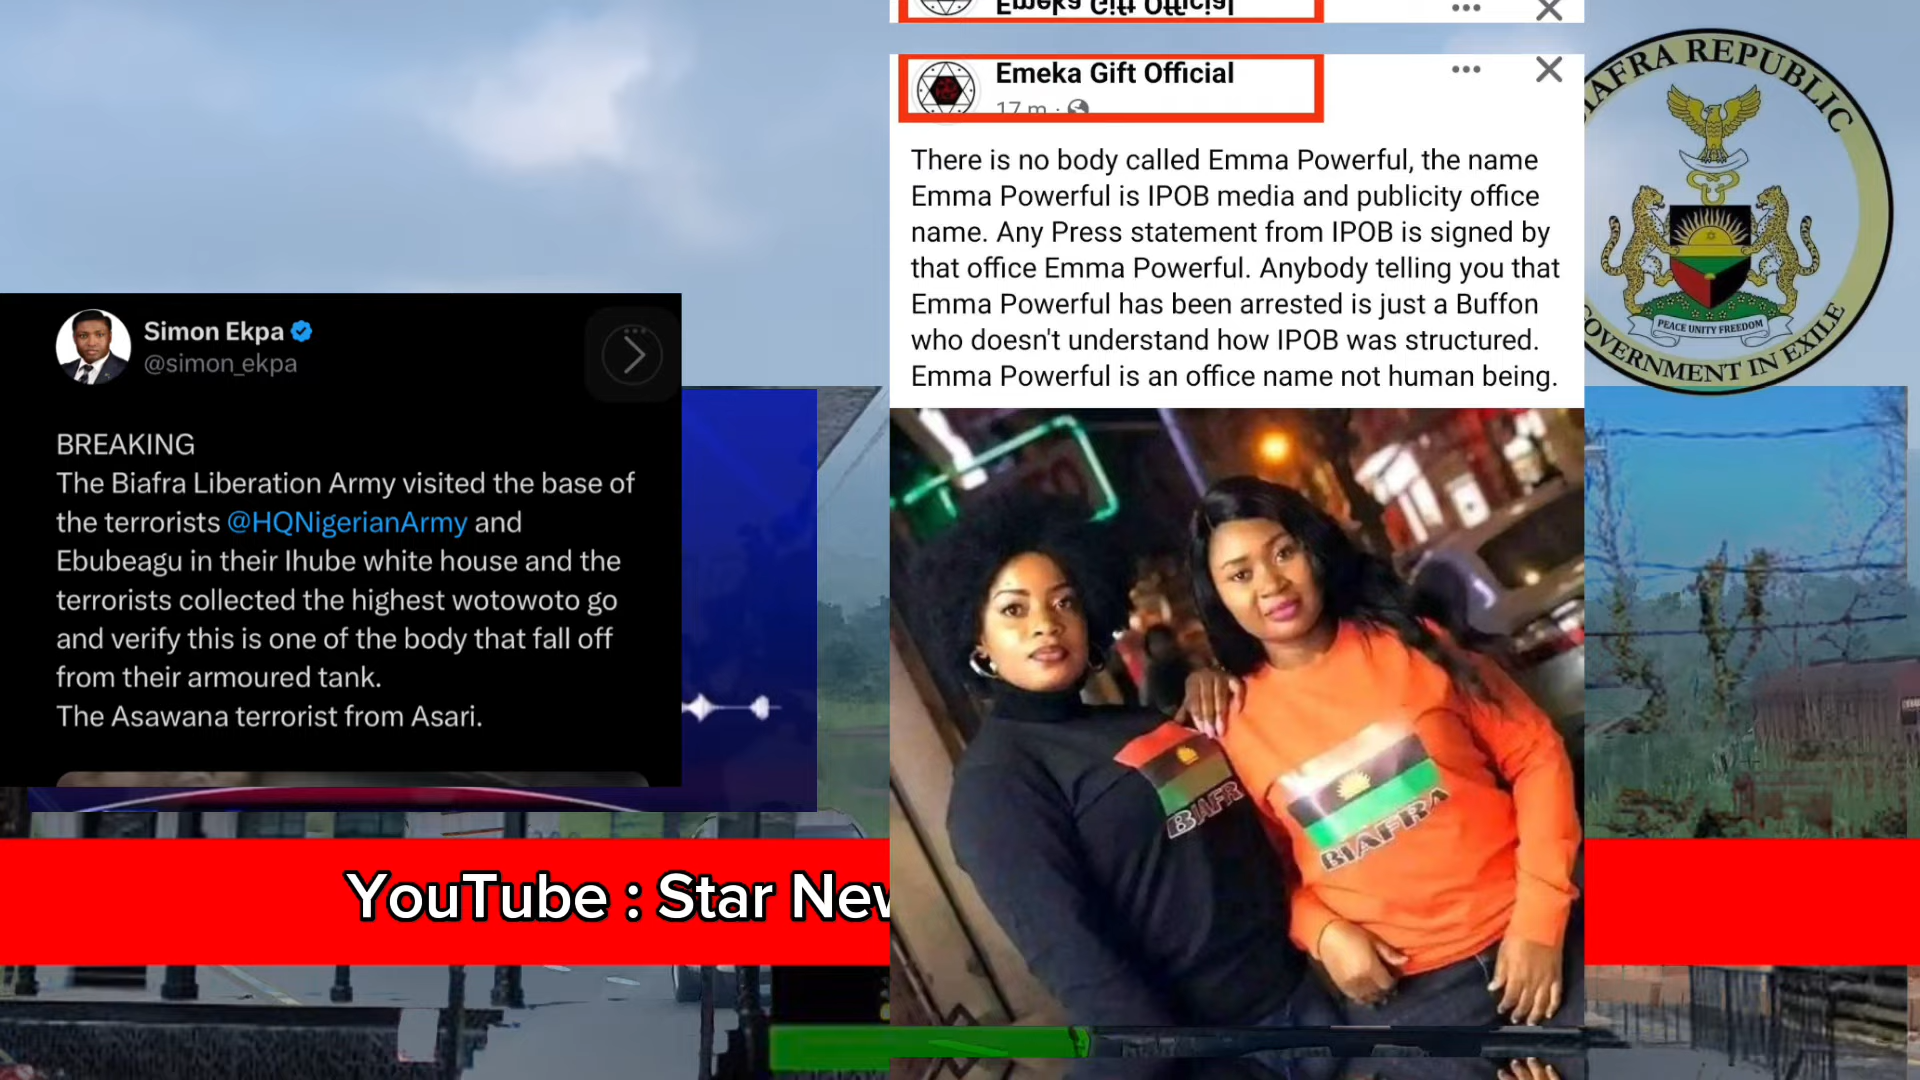 Emeka Gift Official
Emeka Gift Official
17 m
There is no body called Emma Powerful, the name
Emma Powerful is IPOB media and publicity office
name. Any Press statement from IPOB is signed by
that office Emma Powerful. Anybody telling you that
Emma Powerful has been arrested is just a Buffon
who doesn't understand how IPOB was structured.
Emma Powerful is an office name not human being.
AFRA REPUBLIC
PEACE UNITY FREEDOM
GOVERNMENT IN EXILE
Simon Ekpa
@simon_ekpa
BREAKING
The Biafra Liberation Army visited the base of
the terrorists @HQNigerianArmy and
Ebubeagu in their Ihube white house and the
terrorists collected the highest wotowoto go
and verify this is one of the body that fall off
from their armoured tank.
The Asawana terrorist from Asari.
BIAFR
BIAFRA
YouTube : Star New